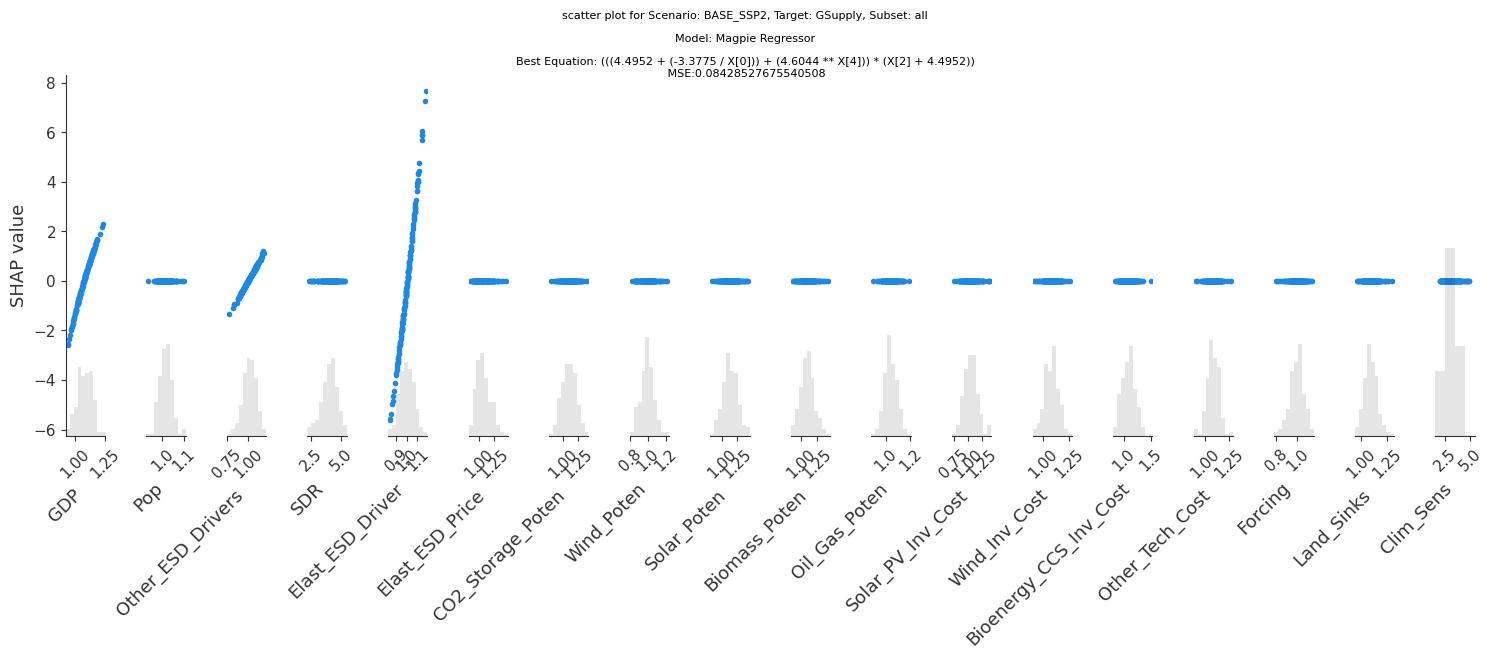 scatter plot for Scenario: BASE_SSP2, Target: GSupply, Subset: all
Model: Magpie Regressor
Best Equation: (((4.4952 + (-3.3775 / X[0])) + (4.6044 ** X[4])) * (X[2] + 4.4952))
MSE:0.08428527675540508
8
6
4
2
0
−2
−4
−6
SHAP value
1.00 1.25
1.0 1.1
0.75 1.00
2.5 5.0
0.9 1.0 1.1
1.00 1.25
1.00 1.25
0.8 1.0 1.2
1.00 1.25
1.00 1.25
1.0 1.2
0.75 1.00 1.25
1.00 1.25
1.0 1.5
1.00 1.25
0.8 1.0
1.00 1.25
2.5 5.0
GDP
Pop
Other_ESD_Drivers
SDR
Elast_ESD_Driver
Elast_ESD_Price
CO2_Storage_Poten
Wind_Poten
Solar_Poten
Biomass_Poten
Oil_Gas_Poten
Solar_PV_Inv_Cost
Wind_Inv_Cost
Bioenergy_CCS_Inv_Cost
Other_Tech_Cost
Forcing
Land_Sinks
Clim_Sens